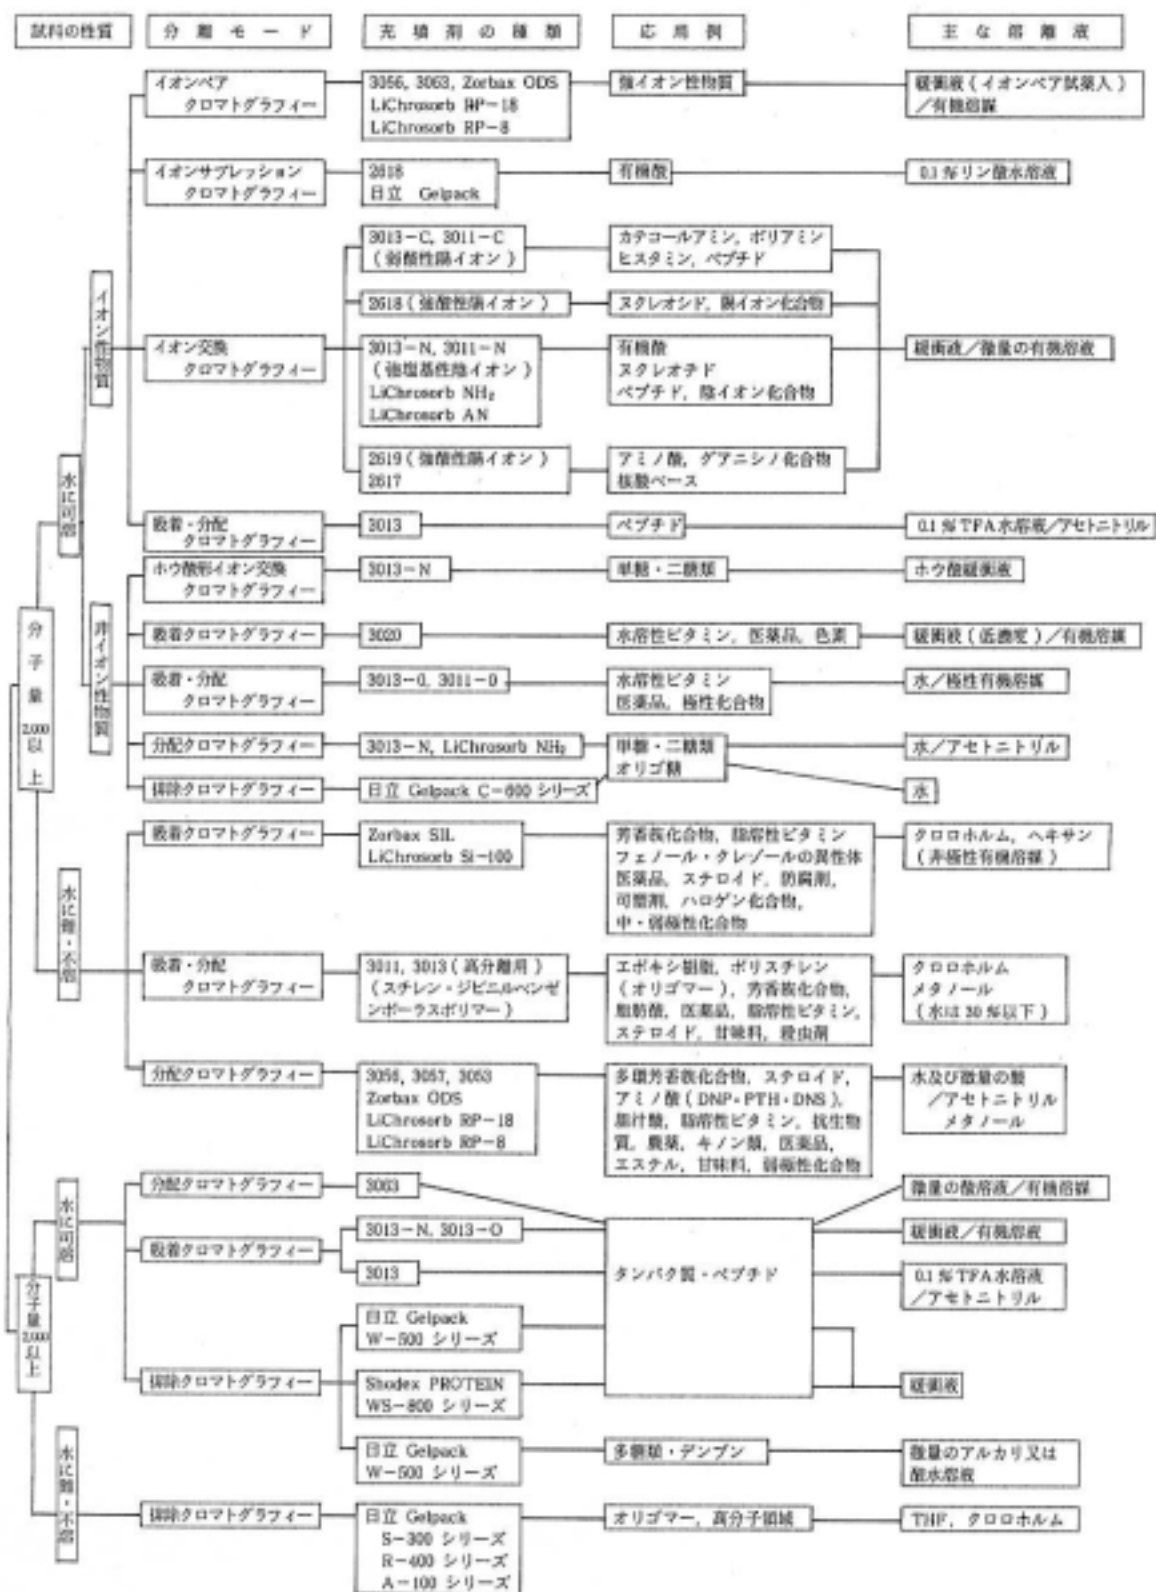 試料の性質 分離モード 充填剤の種類 応用例 主な溶離液
イオンペア
クロマトグラフィー
3056, 3063, Zorbax ODS
LiChrosorb RP-18
LiChrosorb RP-8
強イオン性物質
緩衝液(イオンペア試薬入)
/有機溶媒
イオンサプレッション
クロマトグラフィー
2618
日立 Gelpack
有機酸
0.1%リン酸水溶液
イオン性物質
イオン交換
クロマトグラフィー
3013-C, 3011-C
(弱酸性陽イオン)
カテコールアミン, ポリアミン
ヒスタミン, ペプチド
2618(強酸性陽イオン)
ヌクレオシド, 陽イオン化合物
3013-N, 3011-N
(強塩基性陰イオン)
LiChrosorb NH₂
LiChrosorb AN
有機酸
ヌクレオチド
ペプチド, 陰イオン化合物
緩衝液/微量の有機溶液
2619(強酸性陽イオン)
2617
アミノ酸, グアニシノ化合物
核酸ベース
水に可溶
吸着・分配
クロマトグラフィー
3013
ペプチド
0.1%TFA水溶液/アセトニトリル
分子量2,000以上
非イオン性物質
ホウ酸形イオン交換
クロマトグラフィー
3013-N
単糖・二糖類
ホウ酸緩衝液
吸着クロマトグラフィー
3020
水溶性ビタミン, 医薬品, 色素
緩衝液(低濃度)/有機溶媒
吸着・分配
クロマトグラフィー
3013-O, 3011-O
水溶性ビタミン
医薬品, 極性化合物
水/極性有機溶媒
分配クロマトグラフィー
3013-N, LiChrosorb NH₂
単糖・二糖類
オリゴ糖
水/アセトニトリル
排除クロマトグラフィー
日立 Gelpack C-600 シリーズ
水
水に難・不溶
吸着クロマトグラフィー
Zorbax SIL
LiChrosorb Si-100
芳香族化合物, 脂溶性ビタミン
フェノール・クレゾールの異性体
医薬品, ステロイド, 防腐剤,
可塑剤, ハロゲン化合物,
中・弱極性化合物
クロロホルム, ヘキサン
(非極性有機溶媒)
吸着・分配
クロマトグラフィー
3011, 3013(高分離用)
(スチレン・ジビニルベンゼ
ンポーラスポリマー)
エポキシ樹脂, ポリスチレン
(オリゴマー), 芳香族化合物,
脂肪酸, 医薬品, 脂溶性ビタミン,
ステロイド, 甘味料, 殺虫剤
クロロホルム
メタノール
(水は30%以下)
分配クロマトグラフィー
3056, 3057, 3053
Zorbax ODS
LiChrosorb RP-18
LiChrosorb RP-8
多環芳香族化合物, ステロイド,
アミノ酸(DNP・PTH・DNS),
胆汁酸, 脂溶性ビタミン, 抗生物
質, 農薬, キノン類, 医薬品,
エステル, 甘味料, 弱極性化合物
水及び微量の酸
/アセトニトリル
メタノール
分子量2,000以上
水に可溶
分配クロマトグラフィー
3063
微量の酸溶液/有機溶媒
吸着クロマトグラフィー
3013-N, 3013-O
緩衝液/有機溶液
3013
タンパク質・ペプチド
0.1%TFA水溶液
/アセトニトリル
排除クロマトグラフィー
日立 Gelpack
W-500 シリーズ
Shodex PROTEIN
WS-800 シリーズ
緩衝液
日立 Gelpack
W-500 シリーズ
多糖類・デンプン
微量のアルカリ又は
酸水溶液
水に難・不溶
排除クロマトグラフィー
日立 Gelpack
S-300 シリーズ
R-400 シリーズ
A-100 シリーズ
オリゴマー, 高分子領域
THF, クロロホルム